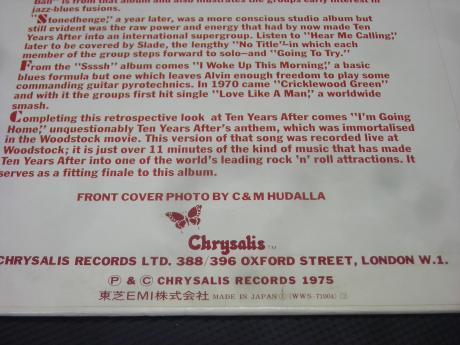 Ball" is from that album and also illustrates the groups early interest in
jazz-blues fusions.
"Stonedhenge," a year later, was a more conscious studio album but
still evident was the raw power and energy that had by now made Ten
Years After into an international supergroup. Listen to "Hear Me Calling,"
later to be covered by Slade, the lengthy "No Title"-in which each
member of the group steps forward to solo—and "Going To Try."
From the "Ssssh" album comes "I Woke Up This Morning," a basic
blues formula but one which leaves Alvin enough freedom to play some
commanding guitar pyrotechnics. In 1970 came "Cricklewood Green"
and with it the groups first hit single "Love Like A Man," a worldwide
smash.
Completing this retrospective look at Ten Years After comes "I'm Going
Home," unquestionably Ten Years After's anthem, which was immortalised
in the Woodstock movie. This version of that song was recorded live at
Woodstock; it is just over 11 minutes of the kind of music that has made
Ten Years After into one of the world's leading rock 'n' roll attractions. It
serves as a fitting finale to this album.
FRONT COVER PHOTO BY C & M HUDALLA
Chrysalis TM
CHRYSALIS RECORDS LTD. 388/396 OXFORD STREET, LONDON W.1.
Ⓟ & © CHRYSALIS RECORDS 1975
東芝EMI株式会社 MADE IN JAPAN (WWS-71904)